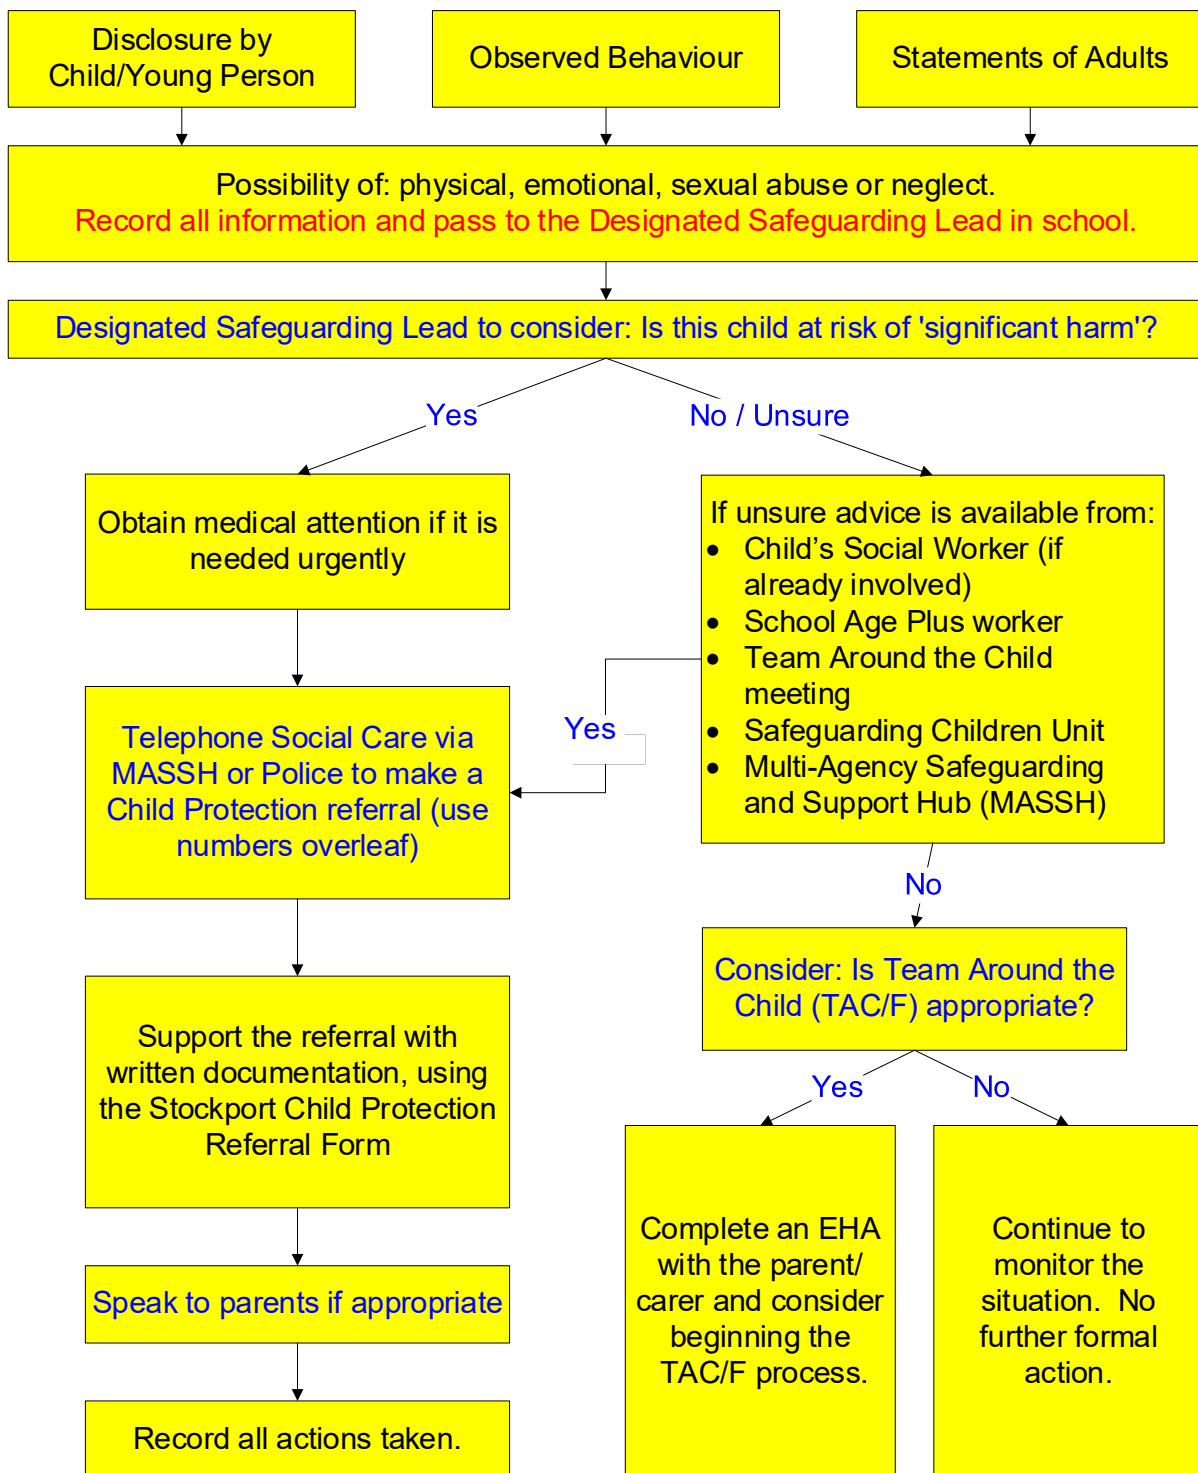 Disclosure by
Child/Young Person
Observed Behaviour
Statements of Adults
Possibility of: physical, emotional, sexual abuse or neglect.
Record all information and pass to the Designated Safeguarding Lead in school.
Designated Safeguarding Lead to consider: Is this child at risk of 'significant harm'?
Yes
No / Unsure
Obtain medical attention if it is
needed urgently
If unsure advice is available from:
• Child’s Social Worker (if
already involved)
• School Age Plus worker
• Team Around the Child
meeting
• Safeguarding Children Unit
• Multi-Agency Safeguarding
and Support Hub (MASSH)
Yes
Telephone Social Care via
MASSH or Police to make a
Child Protection referral (use
numbers overleaf)
No
Consider: Is Team Around the
Child (TAC/F) appropriate?
Support the referral with
written documentation, using
the Stockport Child Protection
Referral Form
Yes
No
Complete an EHA
with the parent/
carer and consider
beginning the
TAC/F process.
Continue to
monitor the
situation.  No
further formal
action.
Speak to parents if appropriate
Record all actions taken.